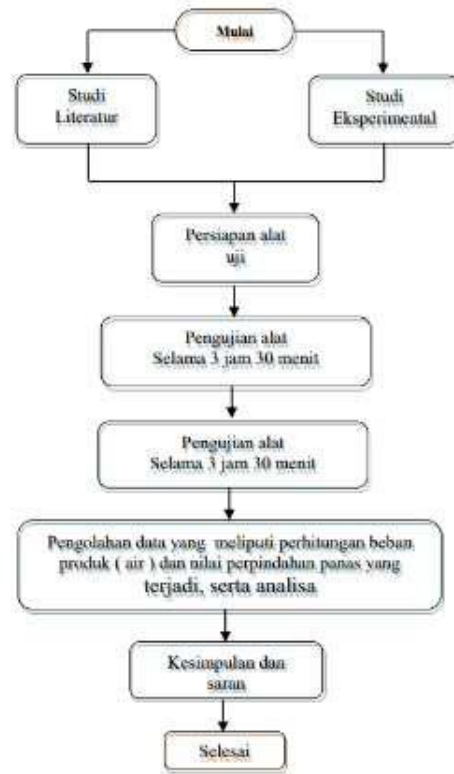 Mulai
Studi
Literatur
Studi
Eksperimental
Persiapan alat
uji
Pengujian alat
Selama 3 jam 30 menit
Pengujian alat
Selama 3 jam 30 menit
Pengolahan data yang meliputi perhitungan beban
produk ( air ) dan nilai perpindahan panas yang
terjadi, serta analisa
Kesimpulan dan
saran
Selesai